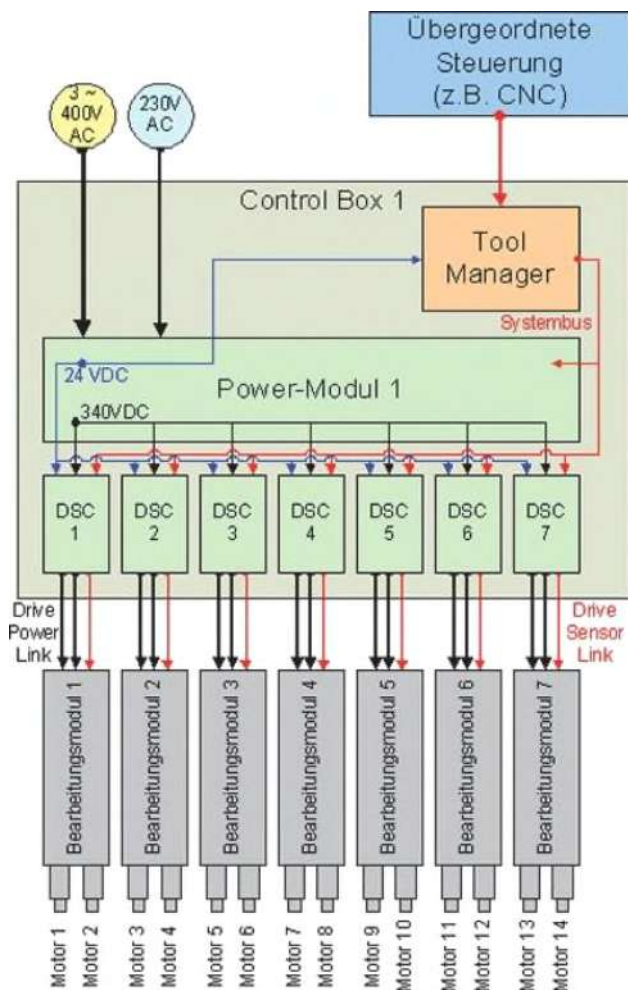 Übergeordnete
Steuerung
(z.B. CNC)
3 ~
400V
AC
230V
AC
Control Box 1
Tool
Manager
Systembus
24 VDC
Power-Modul 1
340VDC
DSC
1
DSC
2
DSC
3
DSC
4
DSC
5
DSC
6
DSC
7
Drive
Power
Link
Drive
Sensor
Link
Bearbeitungsmodul 1
Bearbeitungsmodul 2
Bearbeitungsmodul 3
Bearbeitungsmodul 4
Bearbeitungsmodul 5
Bearbeitungsmodul 6
Bearbeitungsmodul 7
Motor 1
Motor 2
Motor 3
Motor 4
Motor 5
Motor 6
Motor 7
Motor 8
Motor 9
Motor 10
Motor 11
Motor 12
Motor 13
Motor 14